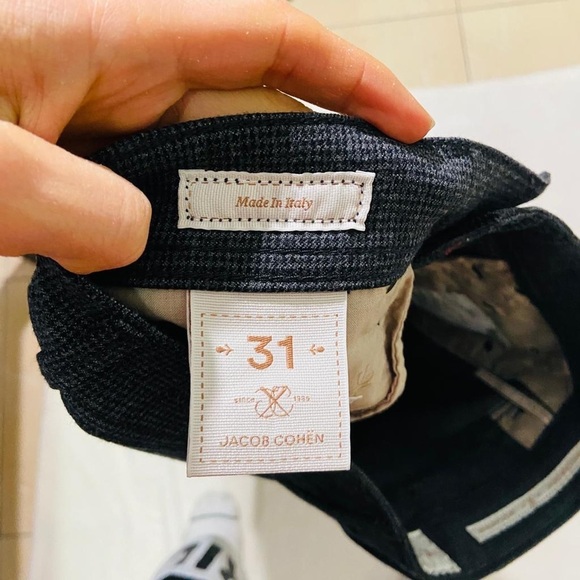 Made In Italy
31
SINCE 1985
JACOB COHËN